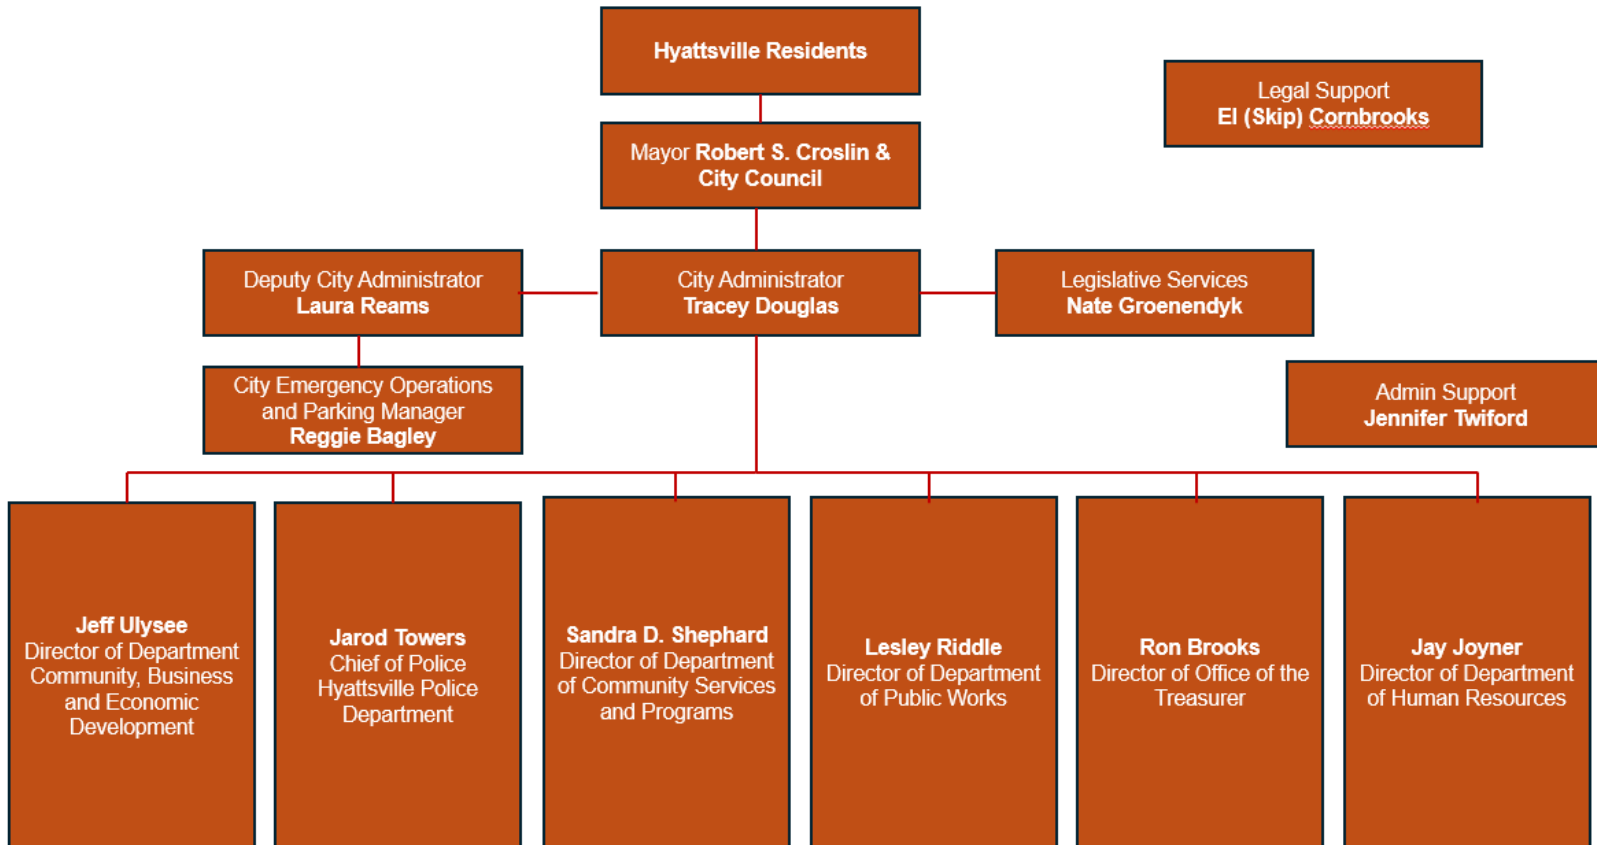 Hyattsville Residents
Legal Support
El (Skip) Cornbrooks
Mayor Robert S. Croslin &
City Council
Deputy City Administrator
Laura Reams
City Administrator
Tracey Douglas
Legislative Services
Nate Groenendyk
City Emergency Operations
and Parking Manager
Reggie Bagley
Admin Support
Jennifer Twiford
Jeff Ulysee
Director of Department
Community, Business
and Economic
Development
Jarod Towers
Chief of Police
Hyattsville Police
Department
Sandra D. Shephard
Director of Department
of Community Services
and Programs
Lesley Riddle
Director of Department
of Public Works
Ron Brooks
Director of Office of the
Treasurer
Jay Joyner
Director of Department
of Human Resources